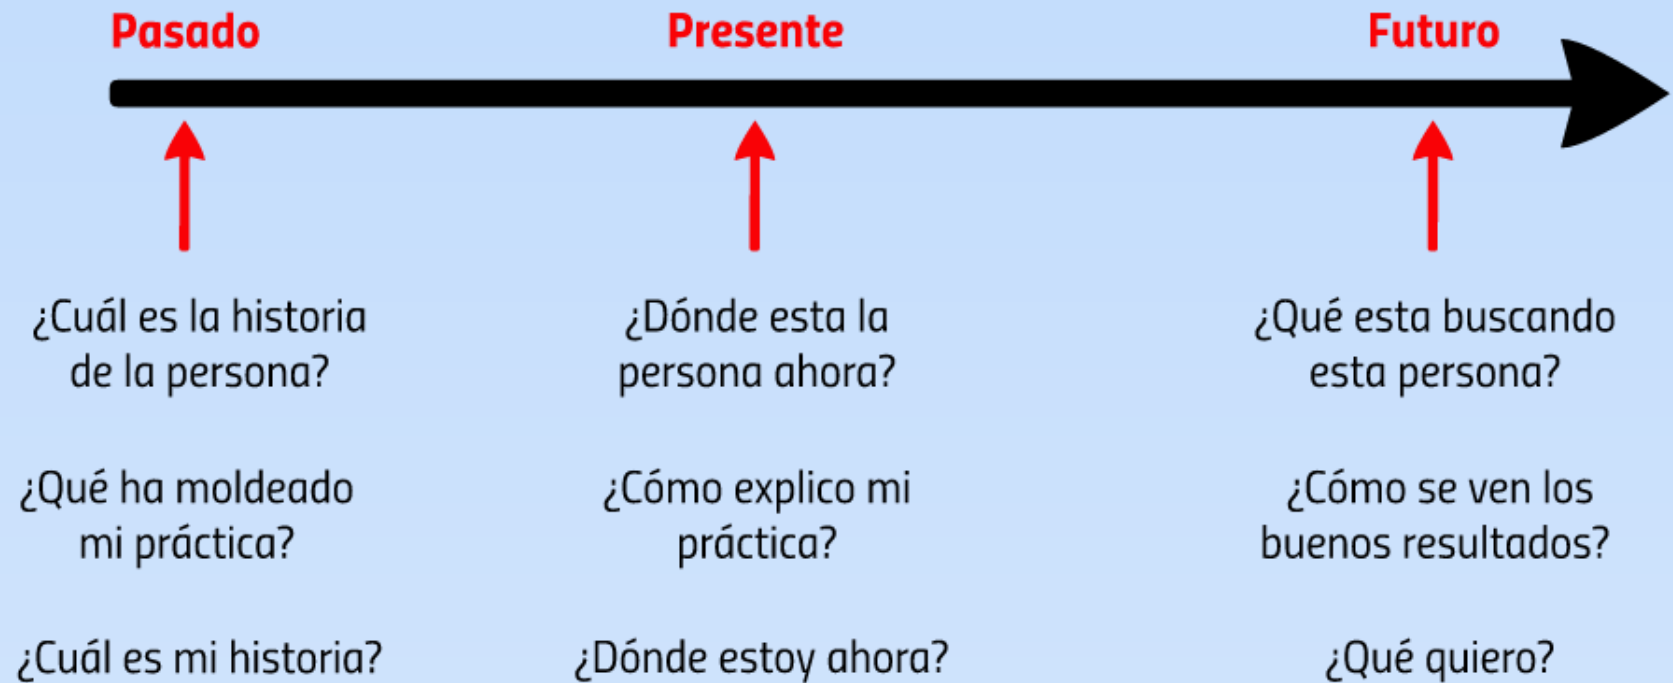 Pasado
Presente
Futuro
¿Cuál es la historia
de la persona?
¿Dónde esta la
persona ahora?
¿Qué esta buscando
esta persona?
¿Qué ha moldeado
mi práctica?
¿Cómo explico mi
práctica?
¿Cómo se ven los
buenos resultados?
¿Cuál es mi historia?
¿Dónde estoy ahora?
¿Qué quiero?